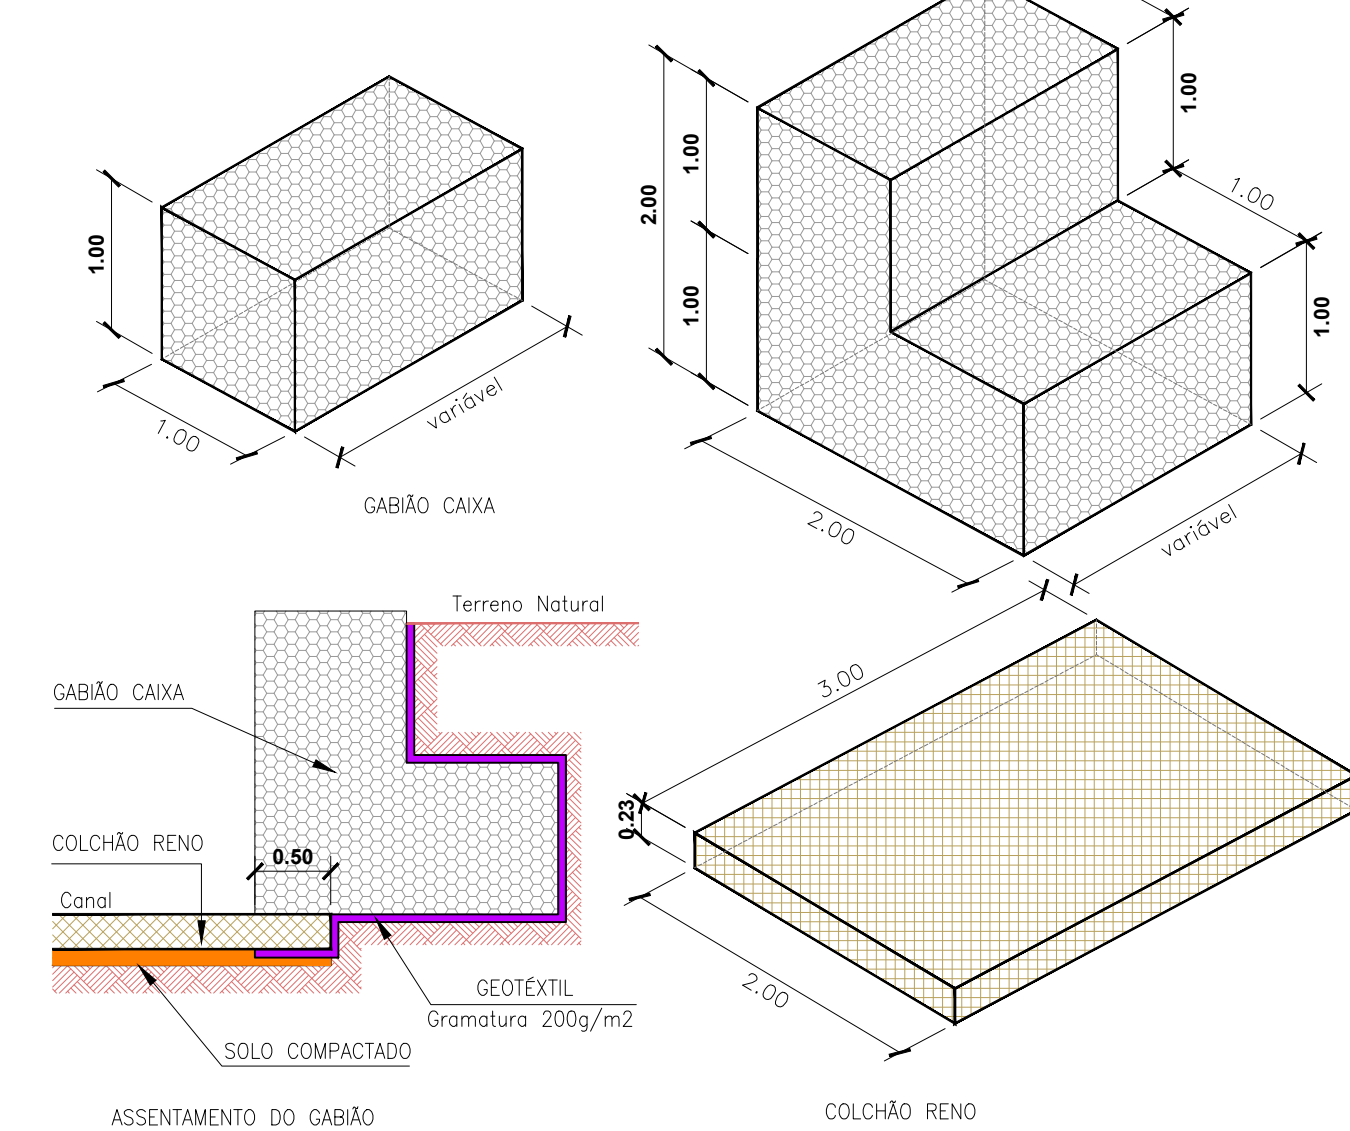 1.00
1.00
variável
GABIÃO CAIXA
2.00
1.00
1.00
1.00
1.00
1.00
2.00
variável
Terreno Natural
GABIÃO CAIXA
COLCHÃO RENO
0.50
Canal
GEOTÉXTIL
Gramatura 200g/m2
SOLO COMPACTADO
ASSENTAMENTO DO GABIÃO
3.00
0.23
2.00
COLCHÃO RENO